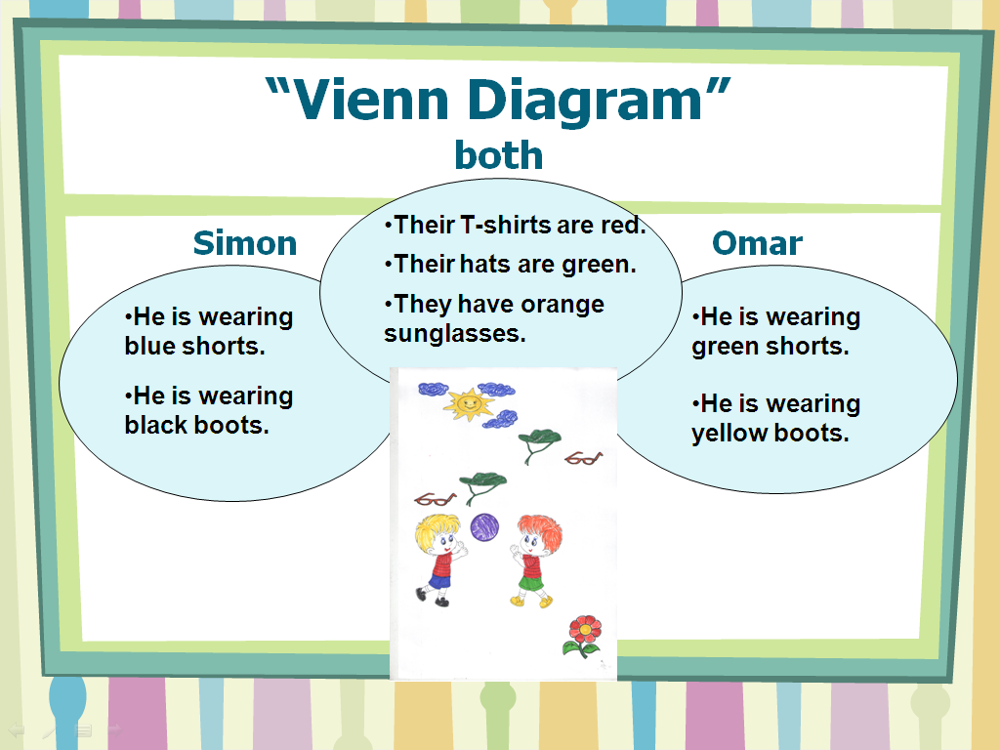 “Vienn Diagram”
both
Simon
•He is wearing
blue shorts.
•He is wearing
black boots.
•Their T-shirts are red.
•Their hats are green.
•They have orange
sunglasses.
Omar
•He is wearing
green shorts.
•He is wearing
yellow boots.